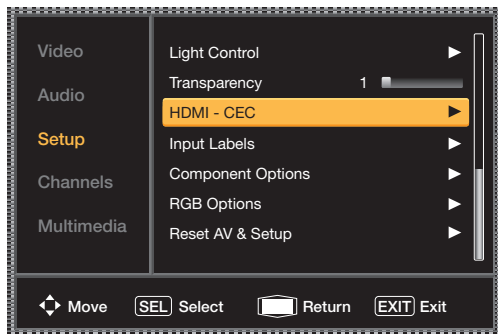 Video
Audio
Setup
Channels
Multimedia
Light Control
Transparency 1
HDMI - CEC
Input Labels
Component Options
RGB Options
Reset AV & Setup
Move SEL Select Return EXIT Exit